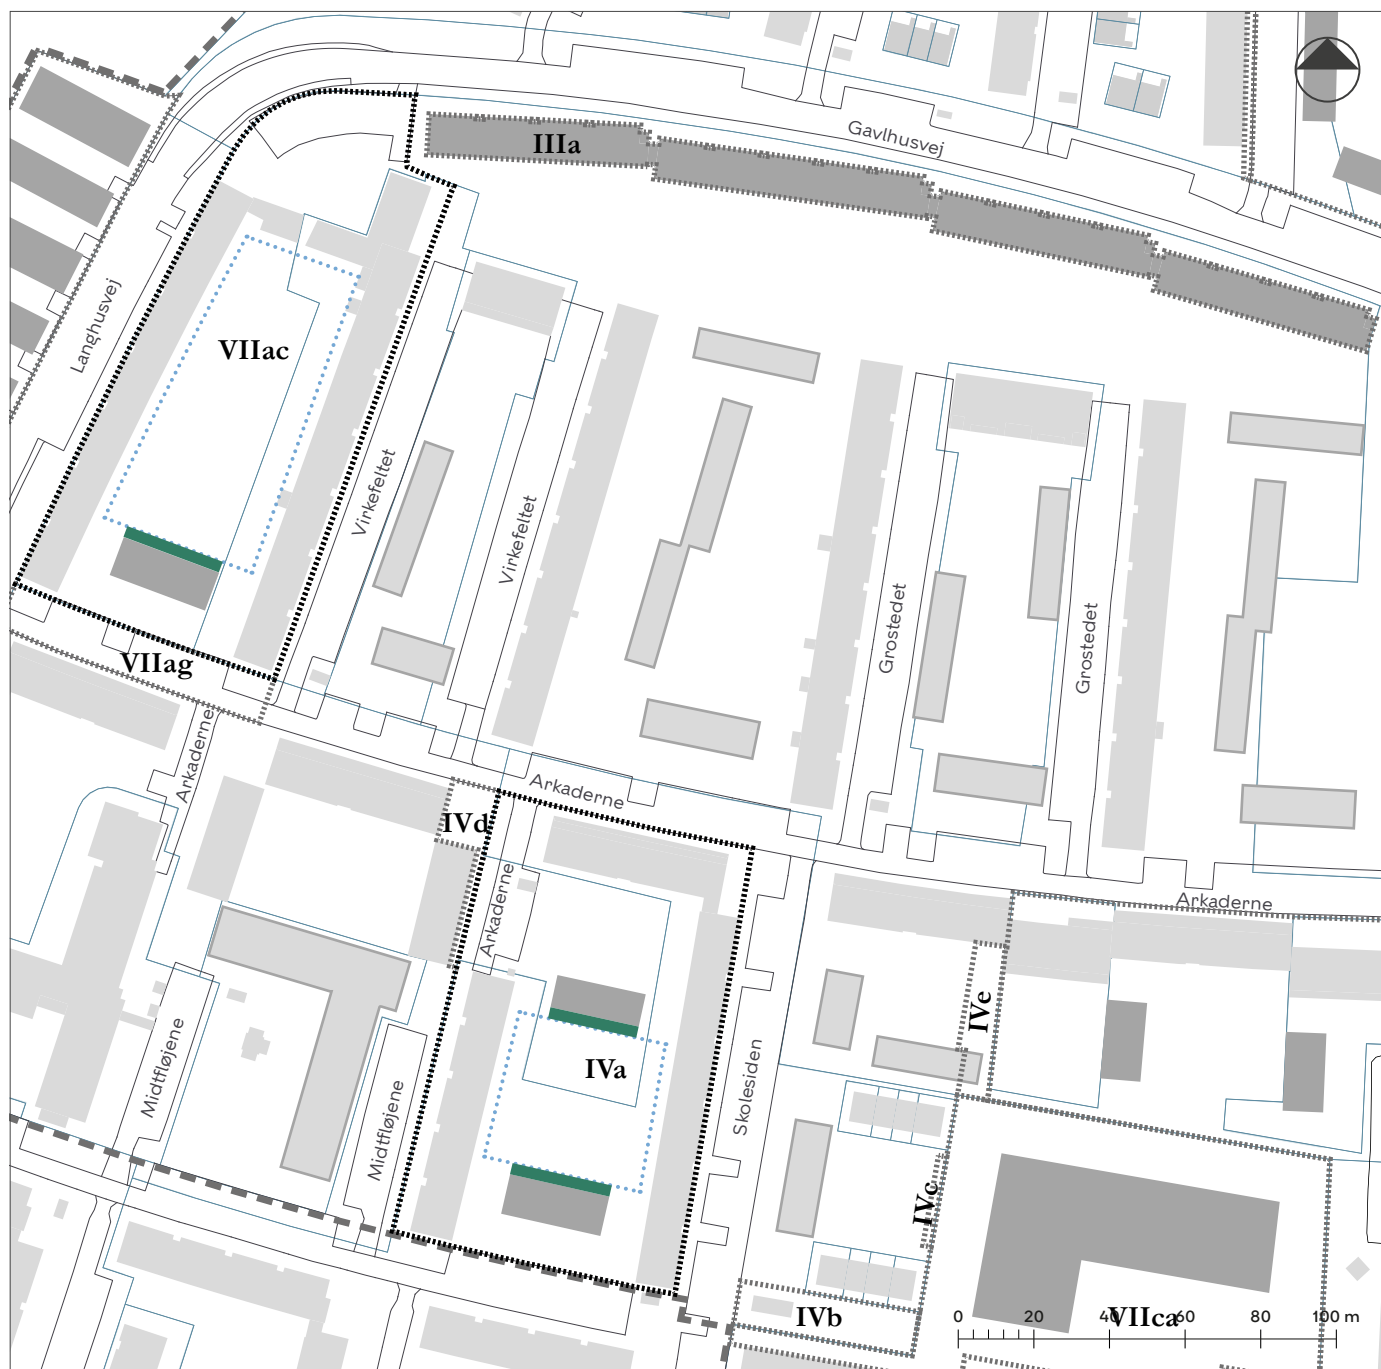 IIIa
Gavlhusvej
Langhusvej
VIIac
Virkefeltet
Virkefeltet
Grostedet
Grostedet
VIIag
Arkaderne
Arkaderne
IVd
Arkaderne
Arkaderne
IVe
IVa
Midtfløjene
Midtfløjene
Skolesiden
IVc
IVb
VIIca
0 20 40 60 80 100 m